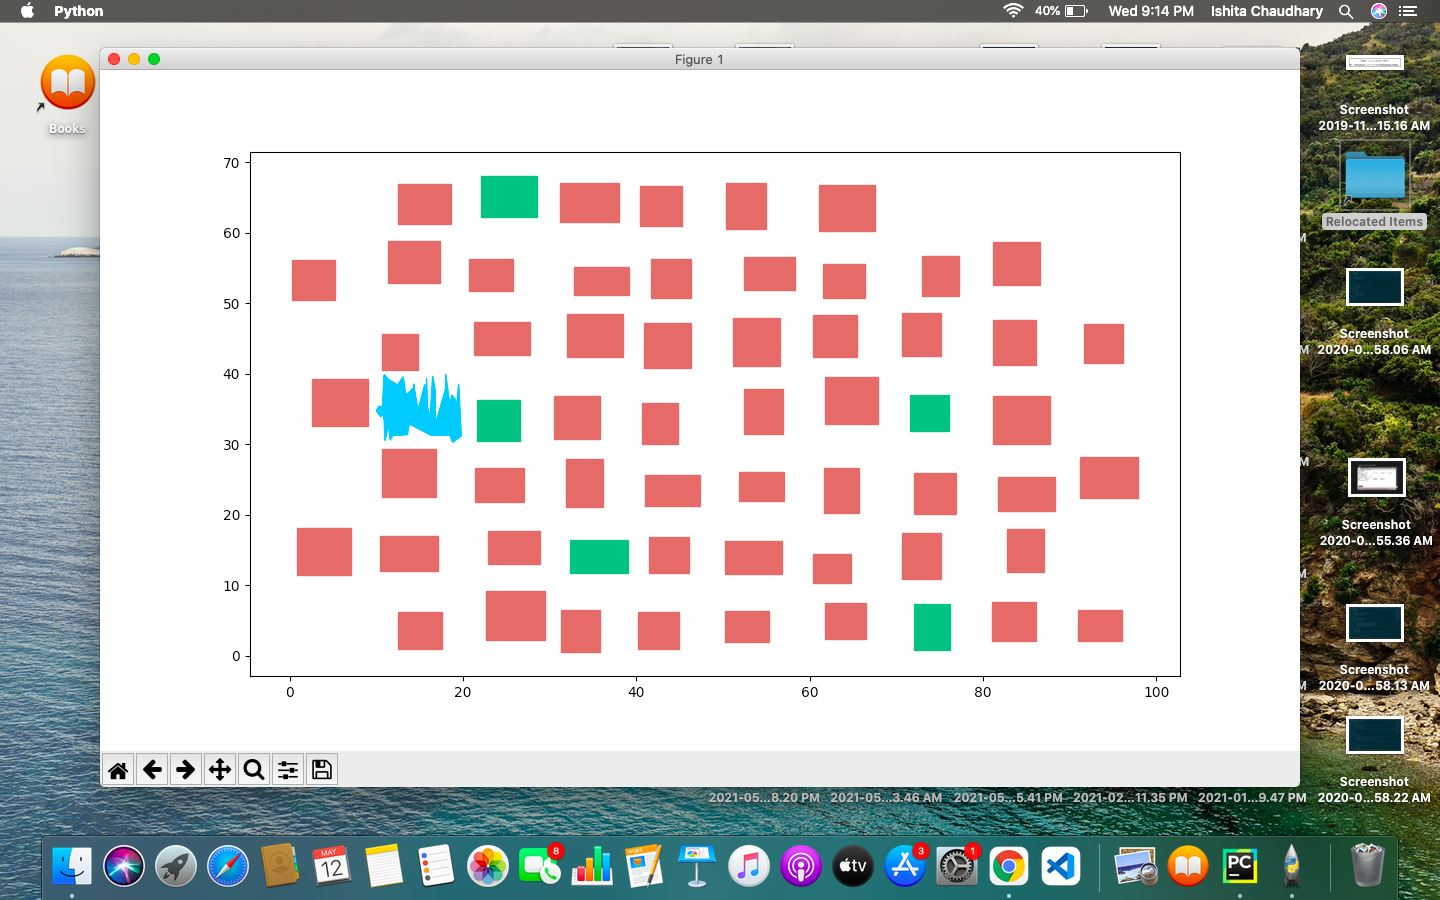 Python
40%
Wed 9:14 PM
Ishita Chaudhary
Figure 1
Books
Screenshot
2019-11...15.16 AM
Relocated Items
Screenshot
2020-0...58.06 AM
Screenshot
2020-0...55.36 AM
Screenshot
2020-0...58.13 AM
Screenshot
2020-0...58.22 AM
70
60
50
40
30
20
10
0
0
20
40
60
80
100
2021-05...8.20 PM
2021-05...3.46 AM
2021-05...5.41 PM
2021-02...11.35 PM
2021-01...9.47 PM
MAY
12
8
tv
3
1
PC